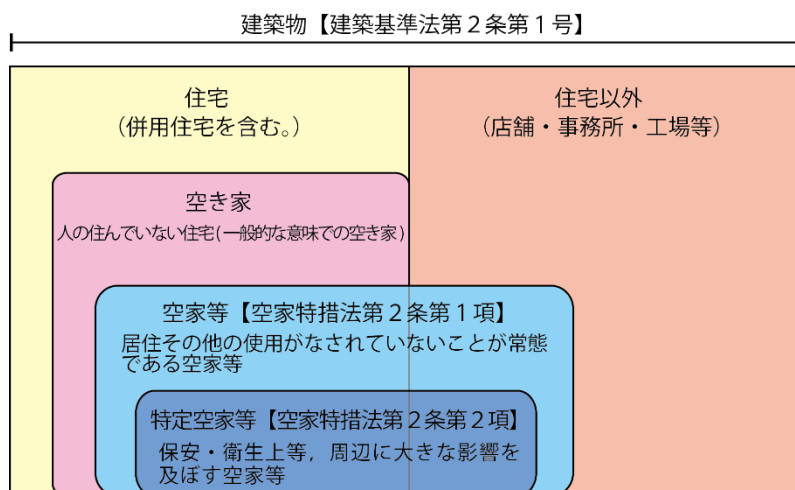 建築物【建築基準法第２条第１号】
住宅
（併用住宅を含む。）
住宅以外
（店舗・事務所・工場等）
空き家
人の住んでいない住宅(一般的な意味での空き家)
空家等【空家特措法第２条第１項】
居住その他の使用がなされていないことが常態
である空家等
特定空家等【空家特措法第２条第２項】
保安・衛生上等，周辺に大きな影響を
及ぼす空家等